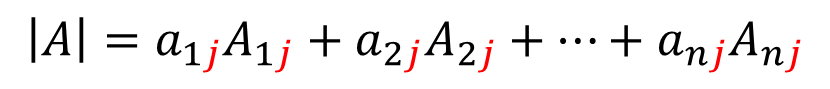 |A| = a₁ⱼA₁ⱼ + a₂ⱼA₂ⱼ + ⋯ + aₙⱼAₙⱼ